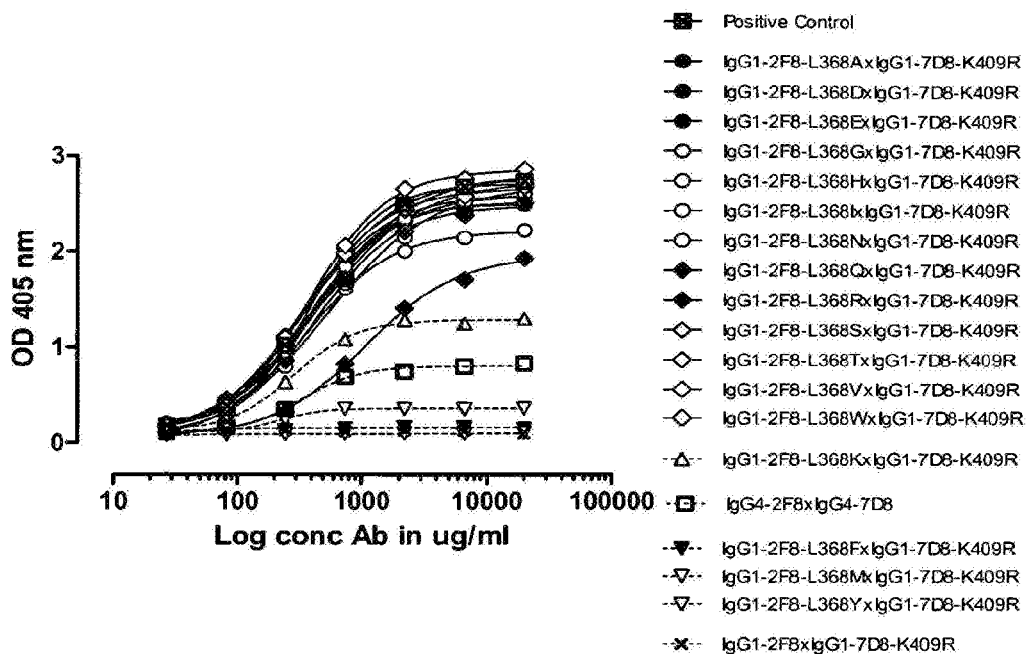 Positive Control
IgG1-2F8-L368AxIgG1-7D8-K409R
IgG1-2F8-L368DxIgG1-7D8-K409R
IgG1-2F8-L368ExIgG1-7D8-K409R
IgG1-2F8-L368GxIgG1-7D8-K409R
IgG1-2F8-L368HxIgG1-7D8-K409R
IgG1-2F8-L368IxIgG1-7D8-K409R
IgG1-2F8-L368NxIgG1-7D8-K409R
IgG1-2F8-L368QxIgG1-7D8-K409R
IgG1-2F8-L368RxIgG1-7D8-K409R
IgG1-2F8-L368SxIgG1-7D8-K409R
IgG1-2F8-L368TxIgG1-7D8-K409R
IgG1-2F8-L368VxIgG1-7D8-K409R
IgG1-2F8-L368WxIgG1-7D8-K409R
IgG1-2F8-L368KxIgG1-7D8-K409R
IgG4-2F8xIgG4-7D8
IgG1-2F8-L368FxIgG1-7D8-K409R
IgG1-2F8-L368MxIgG1-7D8-K409R
IgG1-2F8-L368YxIgG1-7D8-K409R
IgG1-2F8xIgG1-7D8-K409R
3
2
1
0
OD 405 nm
10 100 1000 10000 100000
Log conc Ab in ug/ml